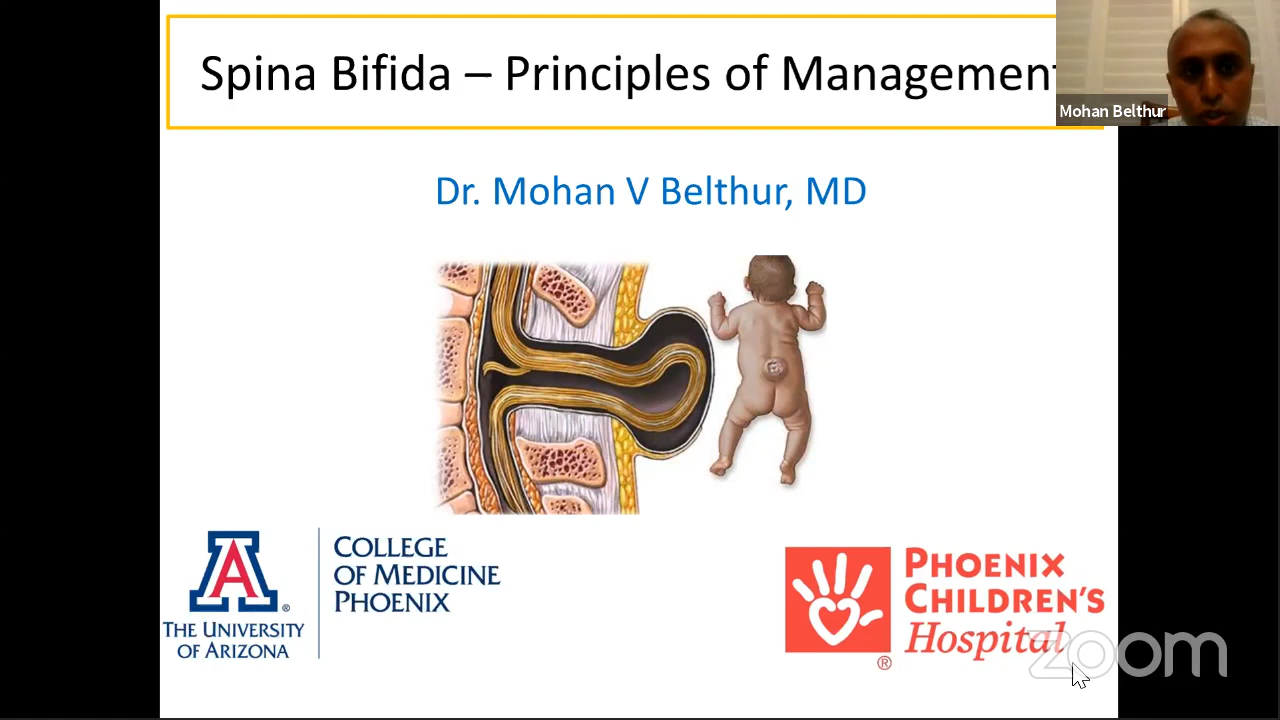 Spina Bifida – Principles of Management
Mohan Belthur
Dr. Mohan V Belthur, MD
A
®
THE UNIVERSITY
OF ARIZONA
COLLEGE
OF MEDICINE
PHOENIX
PHOENIX
CHILDREN'S
Hospital
®
zoom